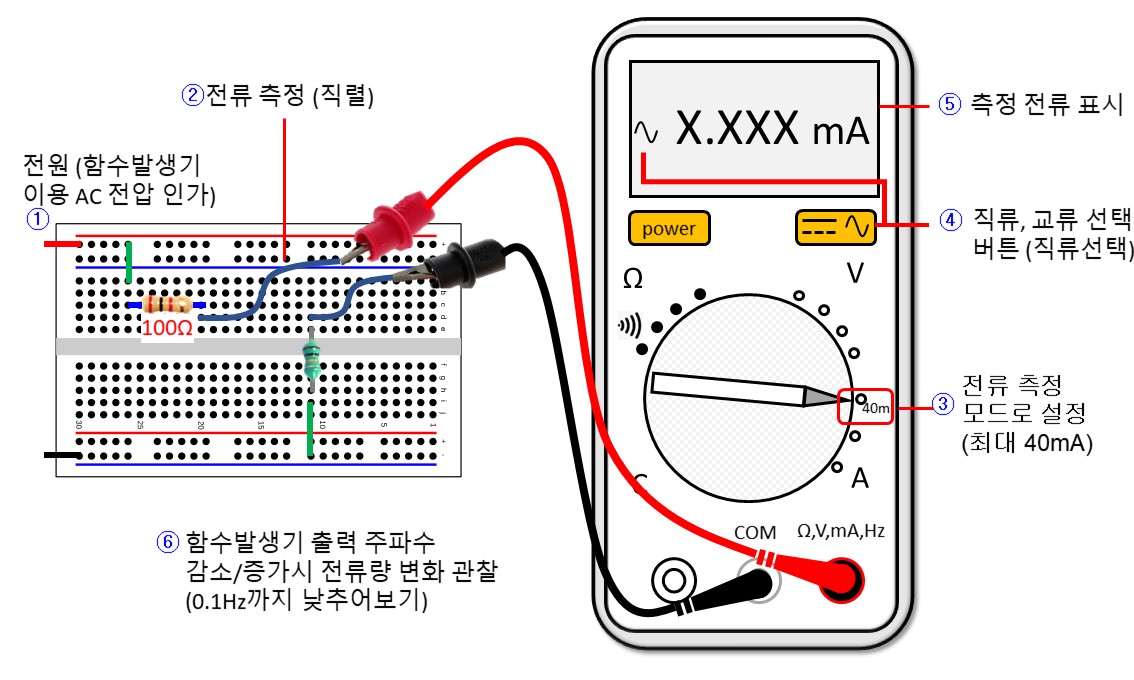 ②전류 측정 (직렬)
전원 (함수발생기
이용 AC 전압 인가)
①
100Ω
30
25
20
10
5
1
X.XXX mA
⑤ 측정 전류 표시
power
④ 직류, 교류 선택
버튼 (직류선택)
Ω
V
40m
③ 전류 측정
모드로 설정
(최대 40mA)
C
A
COM
Ω,V,mA,Hz
⑥ 함수발생기 출력 주파수
감소/증가시 전류량 변화 관찰
(0.1Hz까지 낮추어보기)